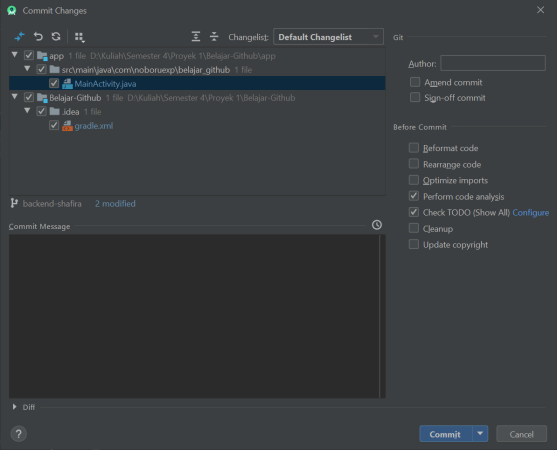 Commit Changes
Changelist: Default Changelist
app 1 file D:\Kuliah\Semester 4\Proyek 1\Belajar-Github\app
src\main\java\com\noboruexp\belajar_github 1 file
MainActivity.java
Belajar-Github 1 file D:\Kuliah\Semester 4\Proyek 1\Belajar-Github
.idea 1 file
gradle.xml
backend-shafira 2 modified
Commit Message
Diff
Git
Author:
Amend commit
Sign-off commit
Before Commit
Reformat code
Rearrange code
Optimize imports
Perform code analysis
Check TODO (Show All) Configure
Cleanup
Update copyright
?
Commit
Cancel